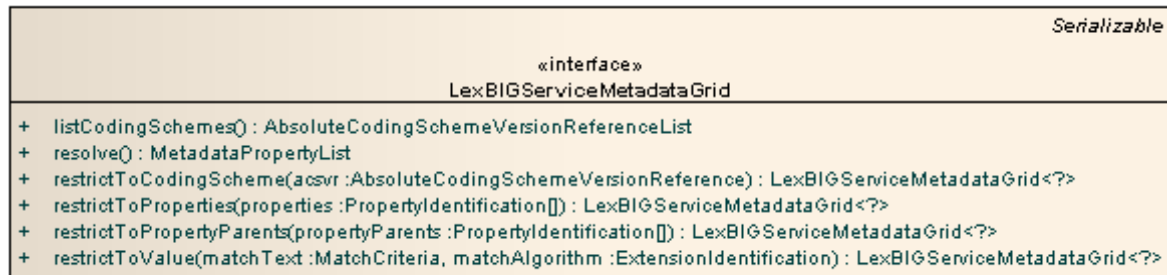 Serializable
«interface»
LexBIGServiceMetadataGrid
+ listCodingSchemes() : AbsoluteCodingSchemeVersionReferenceList
+ resolve() : MetadataPropertyList
+ restrictToCodingScheme(acsvr :AbsoluteCodingSchemeVersionReference) : LexBIGServiceMetadataGrid<?>
+ restrictToProperties(properties :PropertyIdentification[]) : LexBIGServiceMetadataGrid<?>
+ restrictToPropertyParents(propertyParents :PropertyIdentification[]) : LexBIGServiceMetadataGrid<?>
+ restrictToValue(matchText :MatchCriteria, matchAlgorithm :ExtensionIdentification) : LexBIGServiceMetadataGrid<?>